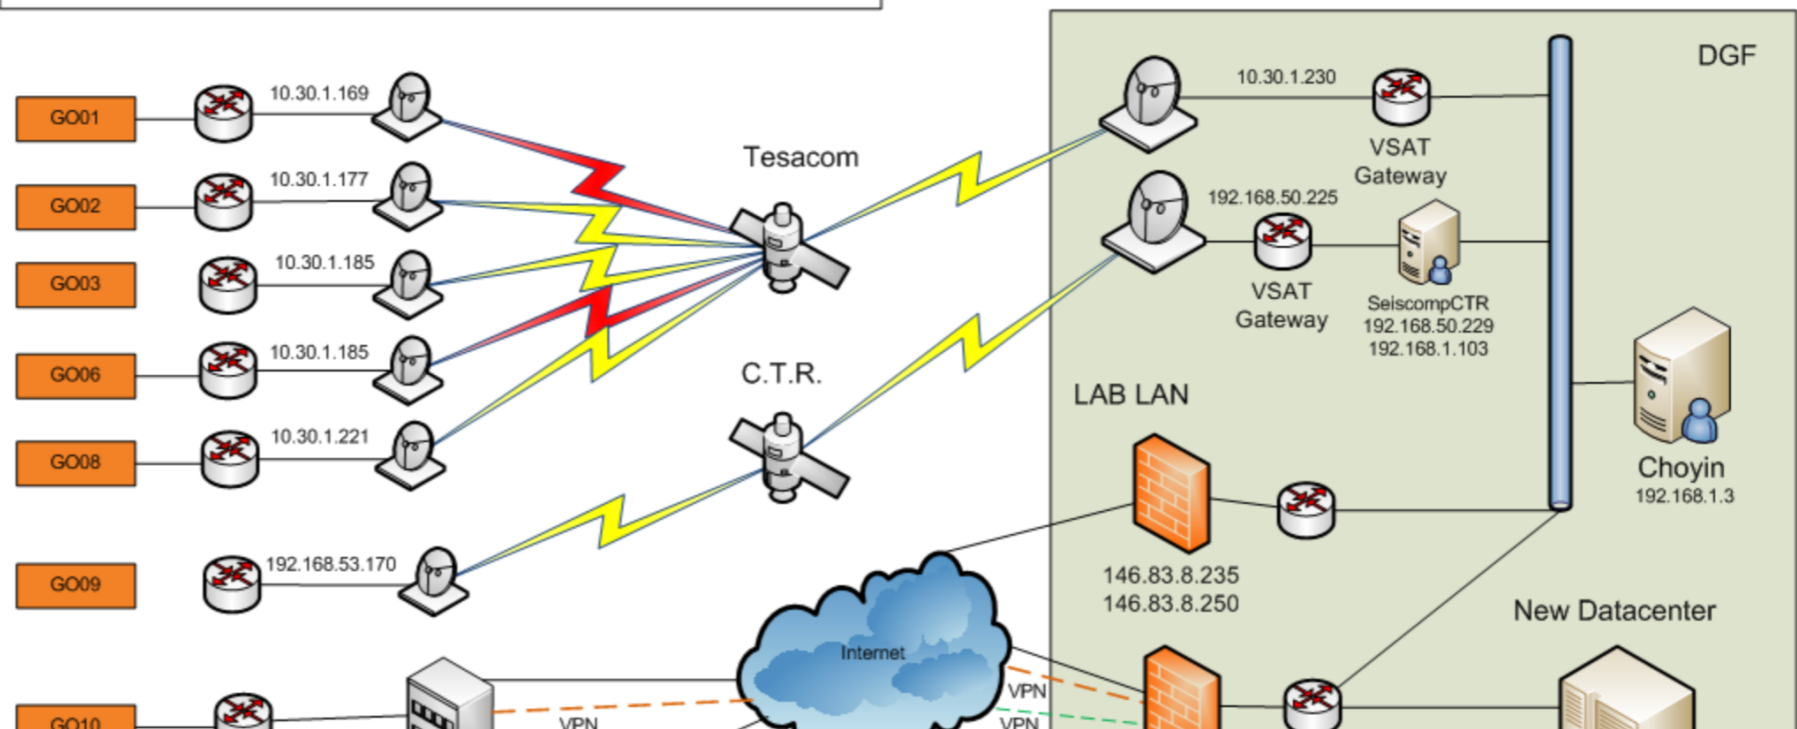 DGF
GO01
10.30.1.169
10.30.1.230
VSAT
Gateway
Tesacom
GO02
10.30.1.177
192.168.50.225
VSAT
Gateway
GO03
10.30.1.185
SeiscompCTR
192.168.50.229
192.168.1.103
GO06
10.30.1.185
C.T.R.
LAB LAN
GO08
10.30.1.221
Choyin
192.168.1.3
GO09
192.168.53.170
146.83.8.235
146.83.8.250
New Datacenter
Internet
VPN
GO10
VPN
VPN